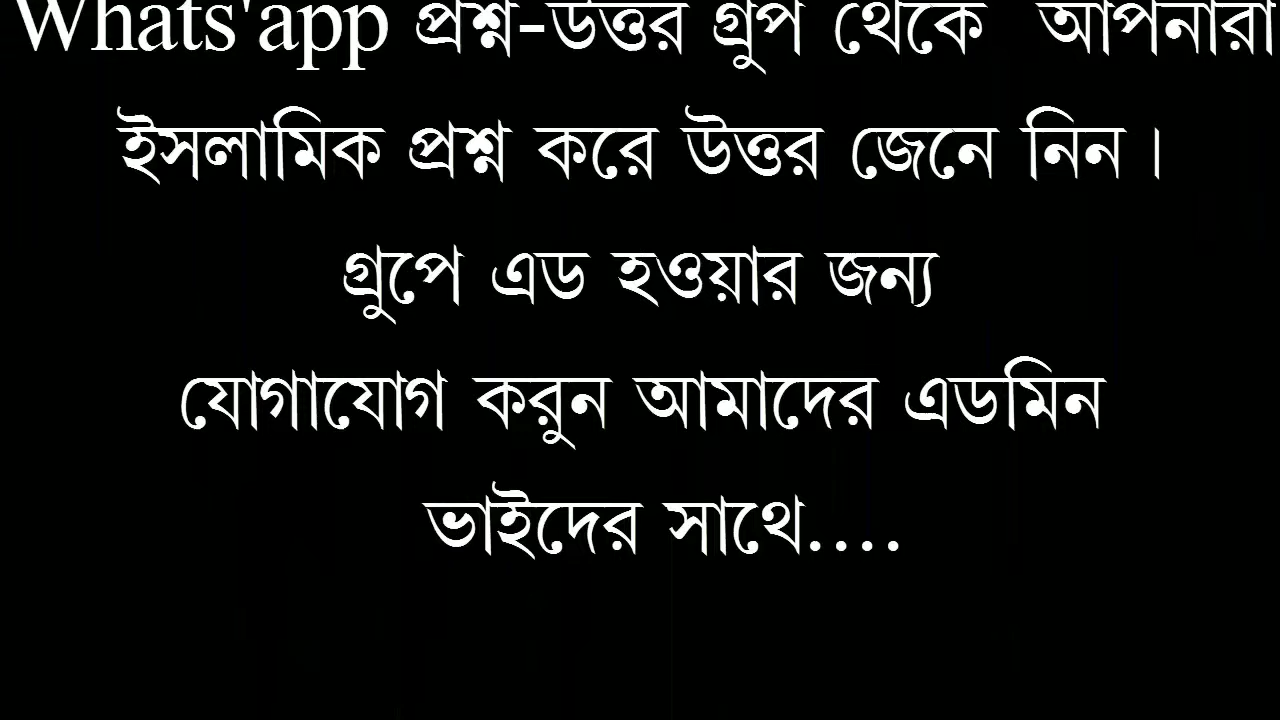 Whats'app প্রশ্ন-উত্তর গ্রুপ থেকে আপনারা
ইসলামিক প্রশ্ন করে উত্তর জেনে নিন।
গ্রুপে এড হওয়ার জন্য
যোগাযোগ করুন আমাদের এডমিন
ভাইদের সাথে....